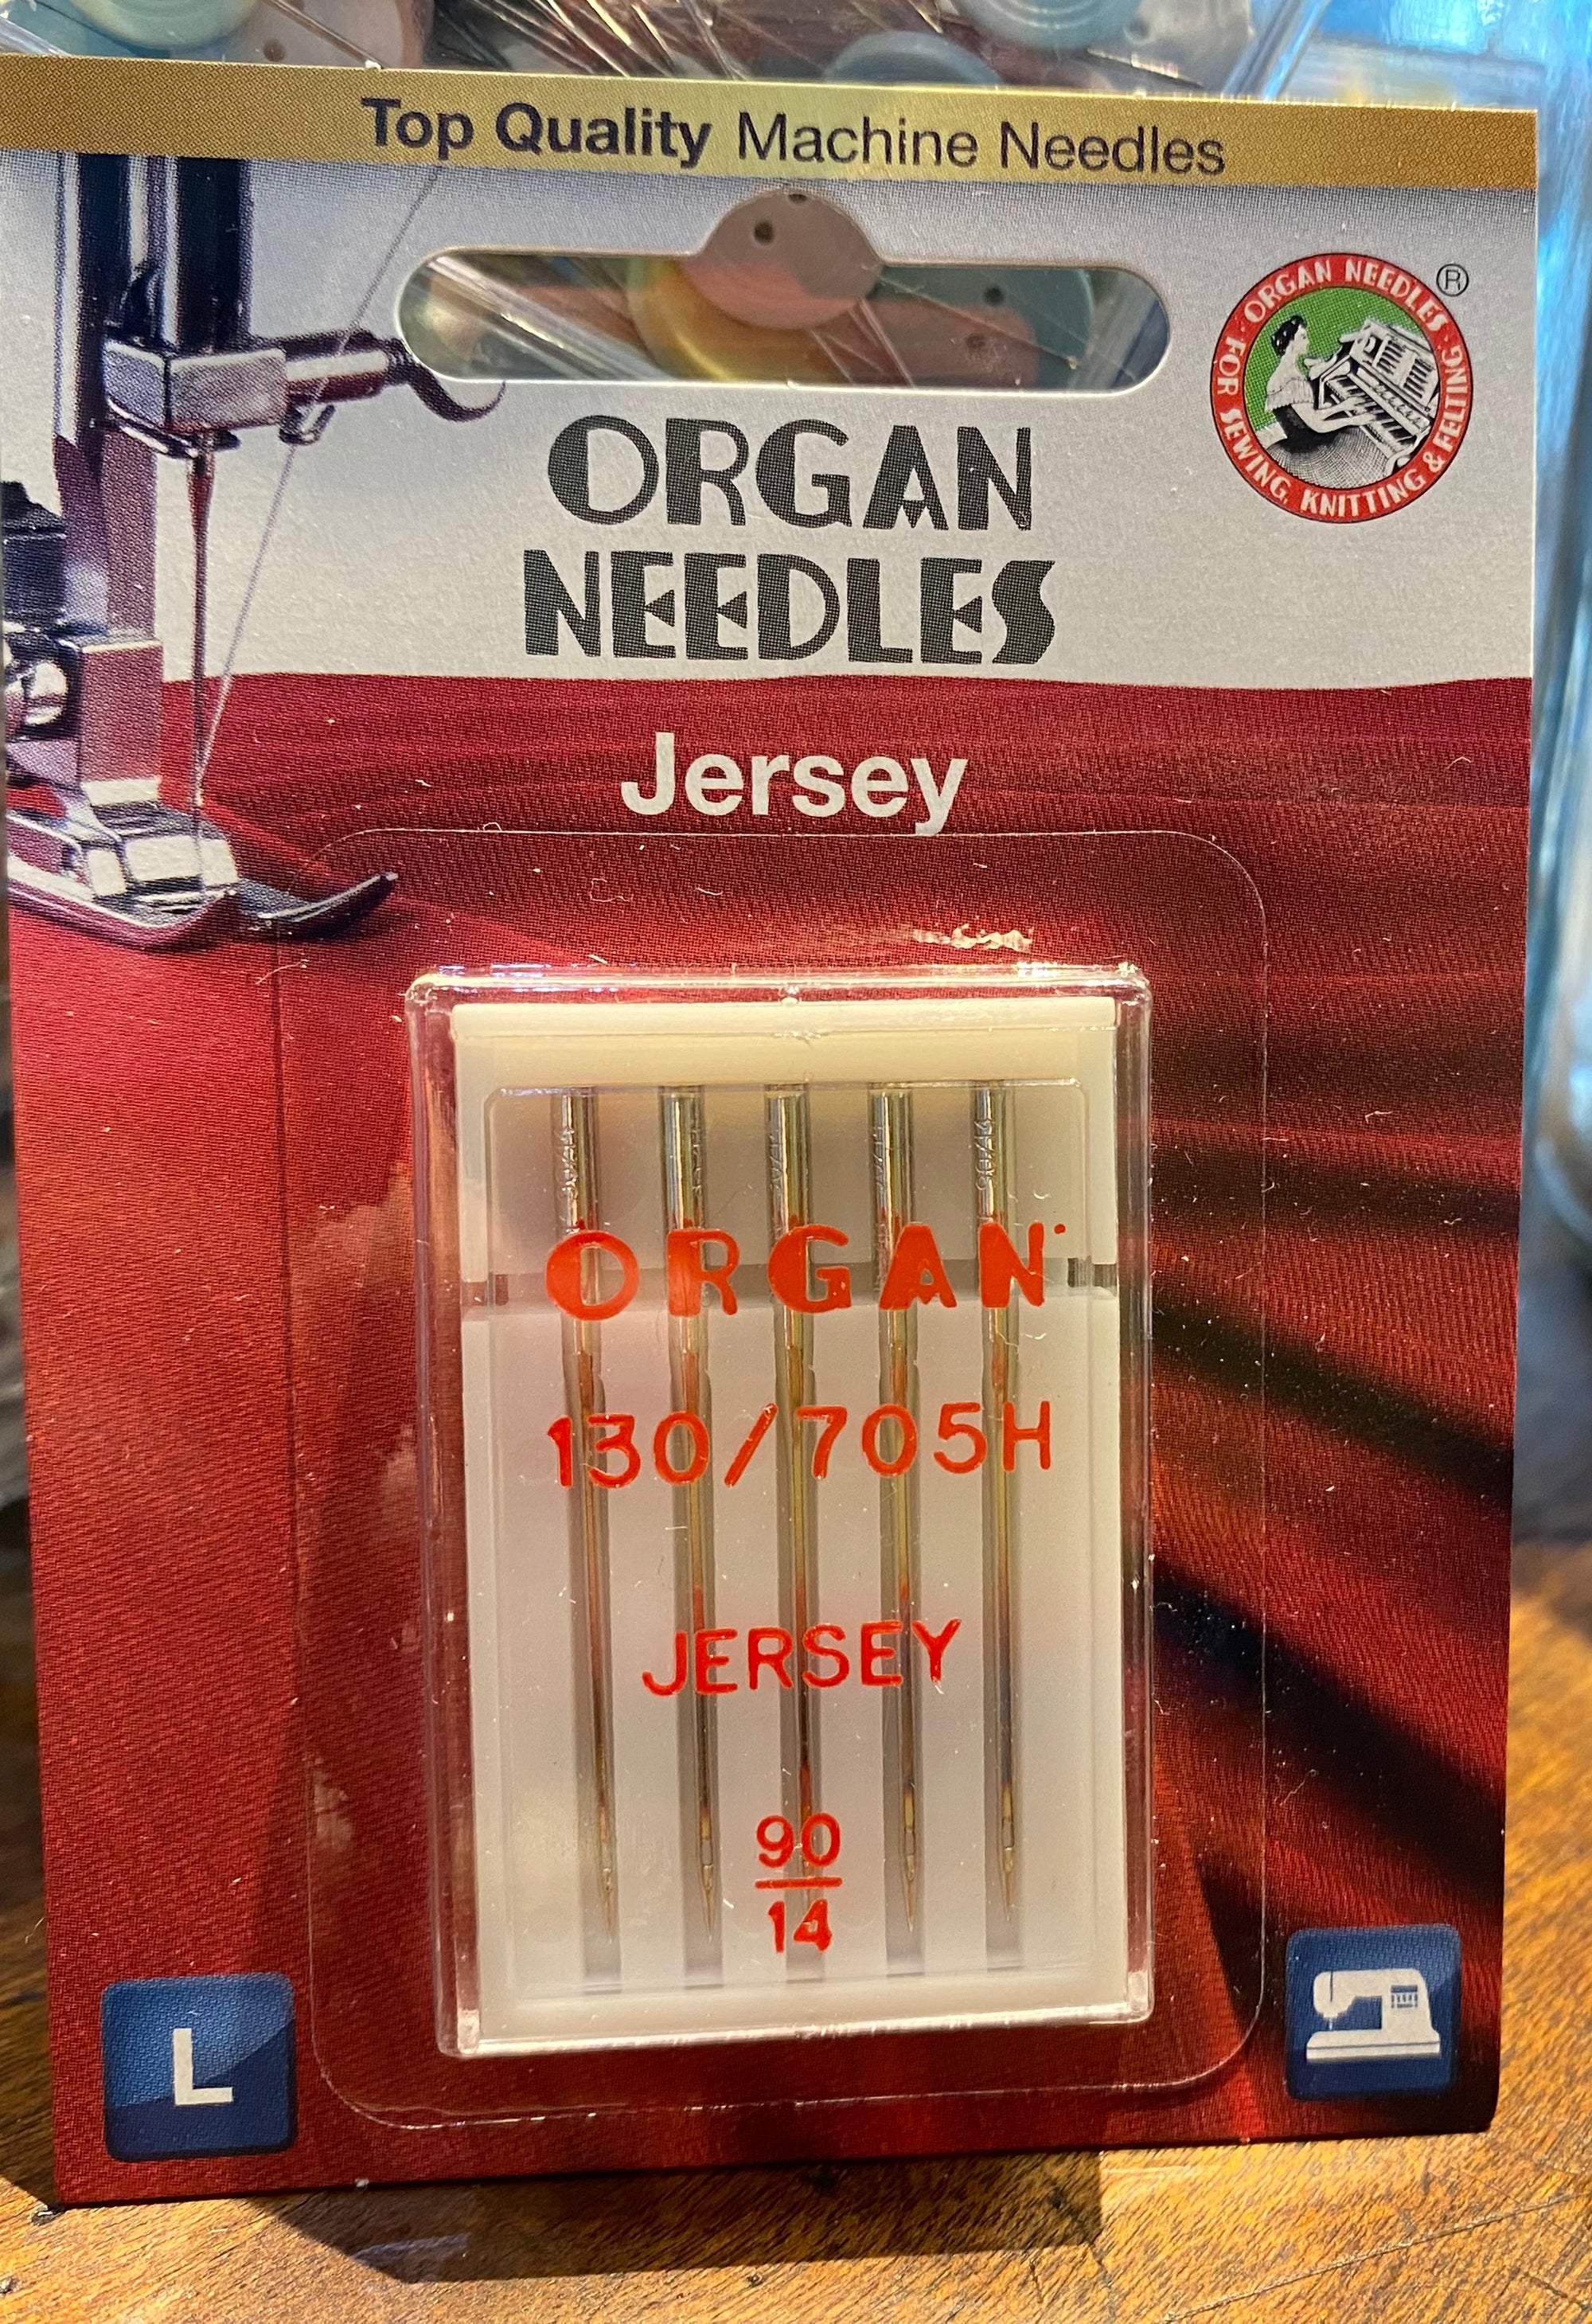 Top Quality Machine Needles
ORGAN NEEDLES · FOR SEWING, KNITTING & FELTING ·
®
ORGAN
NEEDLES
Jersey
ORGAN
130/705H
JERSEY
90
14
L